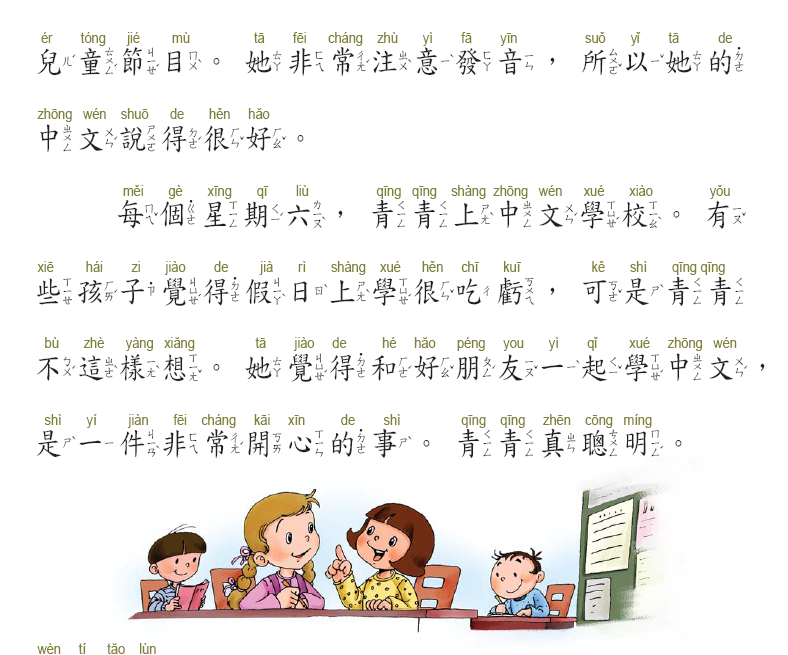 ér tóng jié mù tā fēi cháng zhù yì fā yīn suǒ yǐ tā de
兒童節目。她非常注意發音，所以她的
zhōng wén shuō de hěn hǎo
中文說得很好。
měi gè xīng qī liù qīng qīng shàng zhōng wén xué xiào yǒu
每個星期六，青青上中文學校。有
xiē hái zi jiào de jià rì shàng xué hěn chī kuī kě shì qīng qīng
些孩子覺得假日上學很吃虧，可是青青
bù zhè yàng xiǎng tā jiào de hé hǎo péng you yì qǐ xué zhōng wén
不這樣想。她覺得和好朋友一起學中文，
shì yí jiàn fēi cháng kāi xīn de shì qīng qīng zhēn cōng míng
是一件非常開心的事。青青真聰明。
wèn tí tǎo lùn